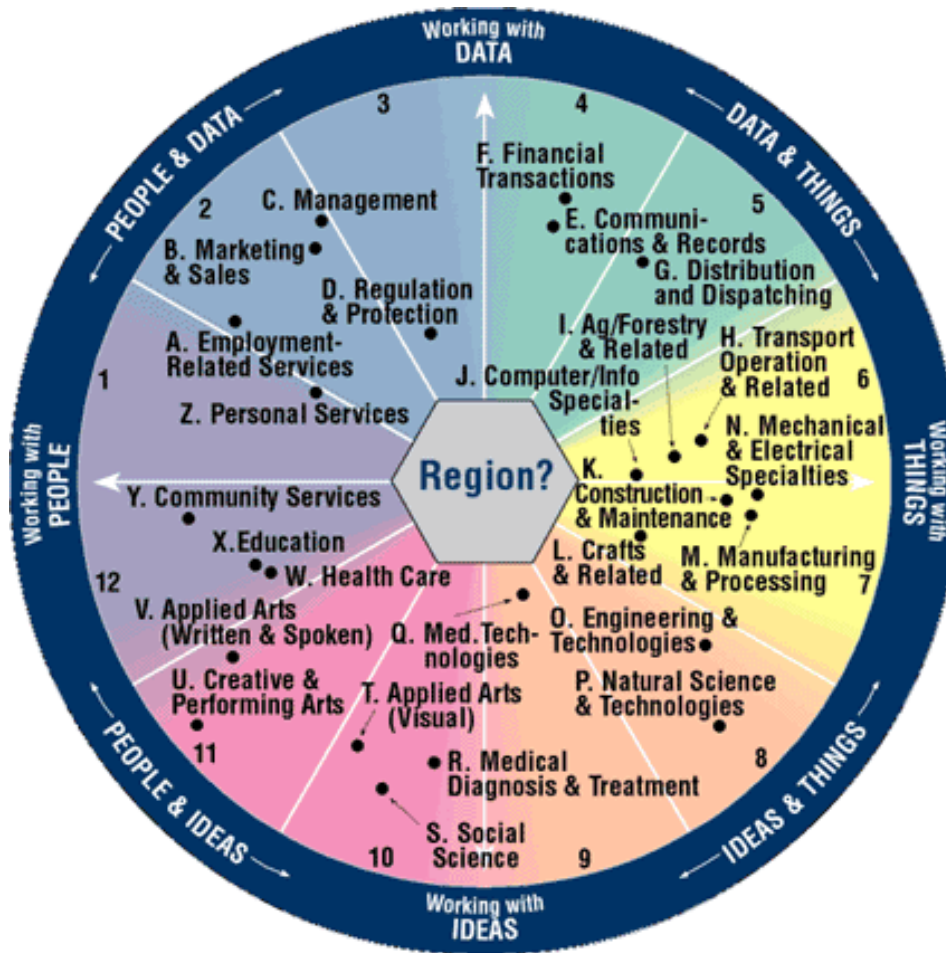 Working with
DATA
PEOPLE & DATA
DATA & THINGS
3
4
2
5
C. Management
F. Financial
Transactions
B. Marketing
& Sales
E. Communi-
cations & Records
D. Regulation
& Protection
G. Distribution
and Dispatching
1
A. Employment-
Related Services
I. Ag/Forestry
& Related
H. Transport
Operation
& Related
6
Z. Personal Services
J. Computer/Info
Special-
ties
N. Mechanical
& Electrical
Specialties
Working with
PEOPLE
Region?
Working with
THINGS
Y. Community Services
K.
Construction
& Maintenance
X.Education
W. Health Care
L. Crafts
& Related
M. Manufacturing
& Processing
12
7
V. Applied Arts
(Written & Spoken)
Q. Med. Tech-
nologies
O. Engineering &
Technologies
U. Creative &
Performing Arts
T. Applied Arts
(Visual)
P. Natural Science
& Technologies
11
8
R. Medical
Diagnosis & Treatment
S. Social
Science
10
9
PEOPLE & IDEAS
IDEAS & THINGS
Working with
IDEAS